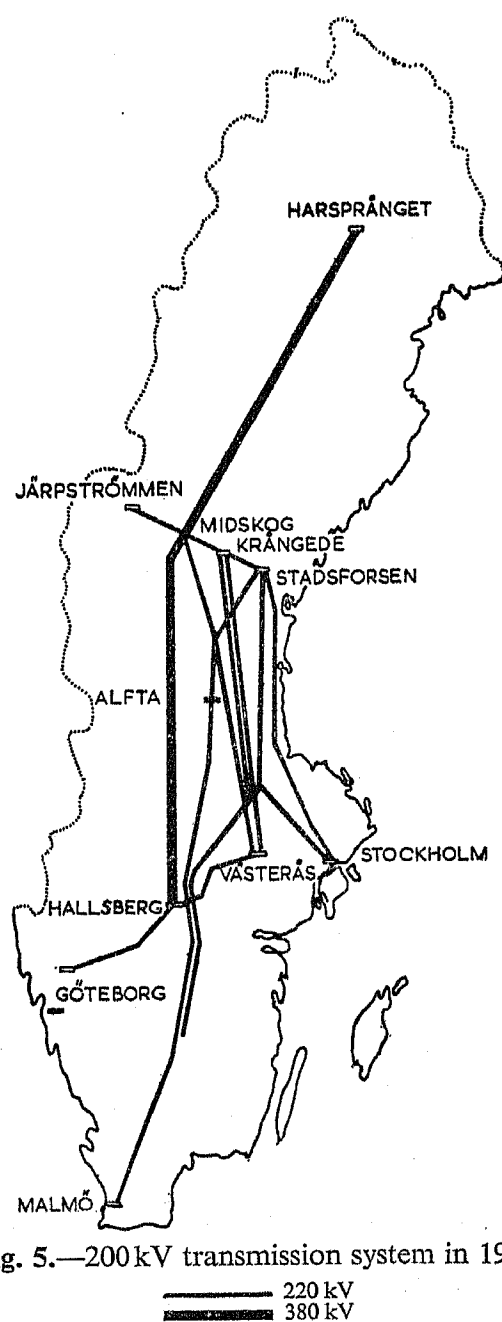 HARSPRÅNGET
JÄRPSTRÖMMEN
MIDSKOG
KRÅNGEDE
STADSFORSEN
ALFTA
STOCKHOLM
VÄSTERÅS
HALLSBERG
GÖTEBORG
MALMÖ
g. 5.—200 kV transmission system in 19
220 kV
380 kV